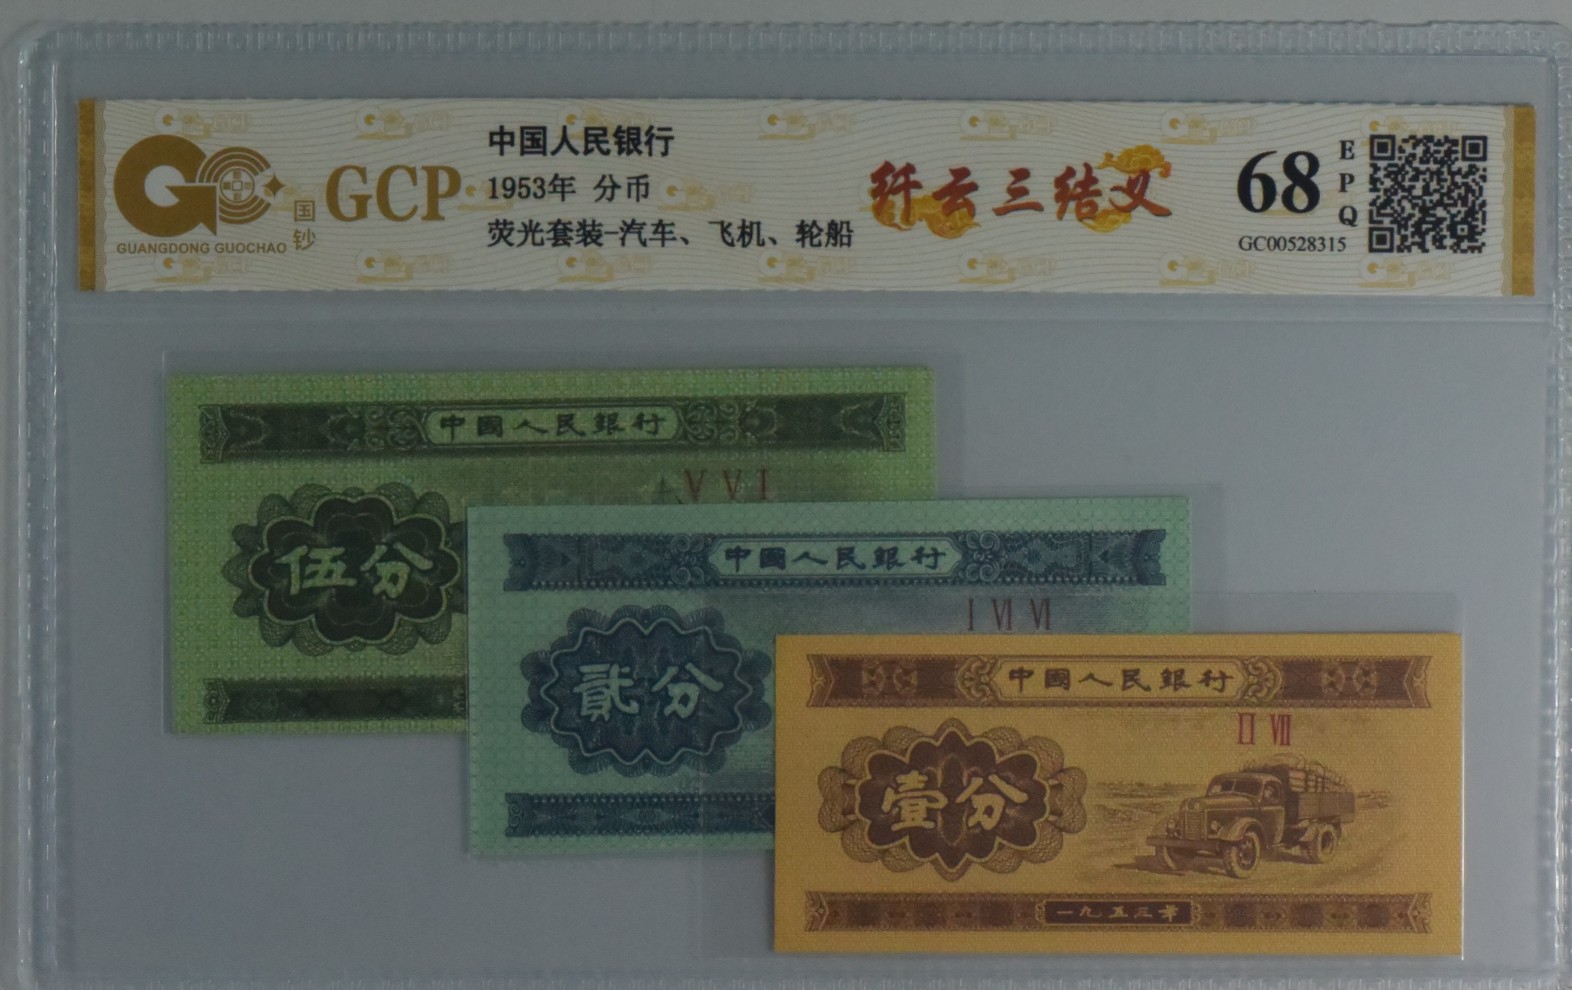 GUANGDONG GUOCHAO
国钞
GCP
中国人民银行
1953年 分币
荧光套装-汽车、飞机、轮船
纤云三结义
68
EPQ
GC00528315
中國人民銀行
V V I
伍分
中國人民銀行
I VI VI
貳分
中國人民銀行
II VII
壹分
一九五三年